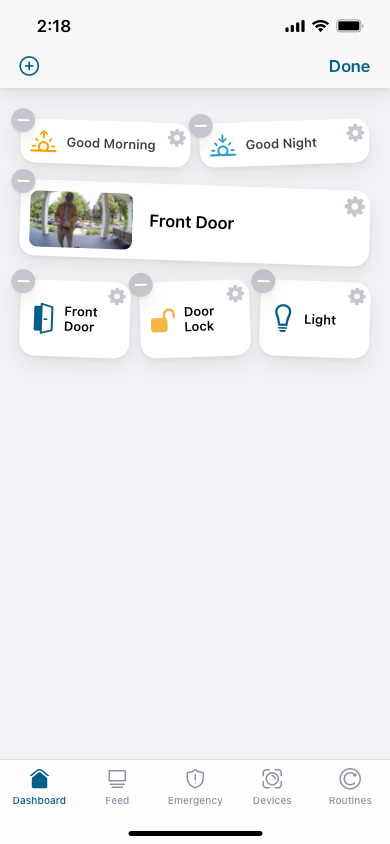 2:18
Done
Good Morning
Good Night
Front Door
Front
Door
Door
Lock
Light
Dashboard
Feed
Emergency
Devices
Routines